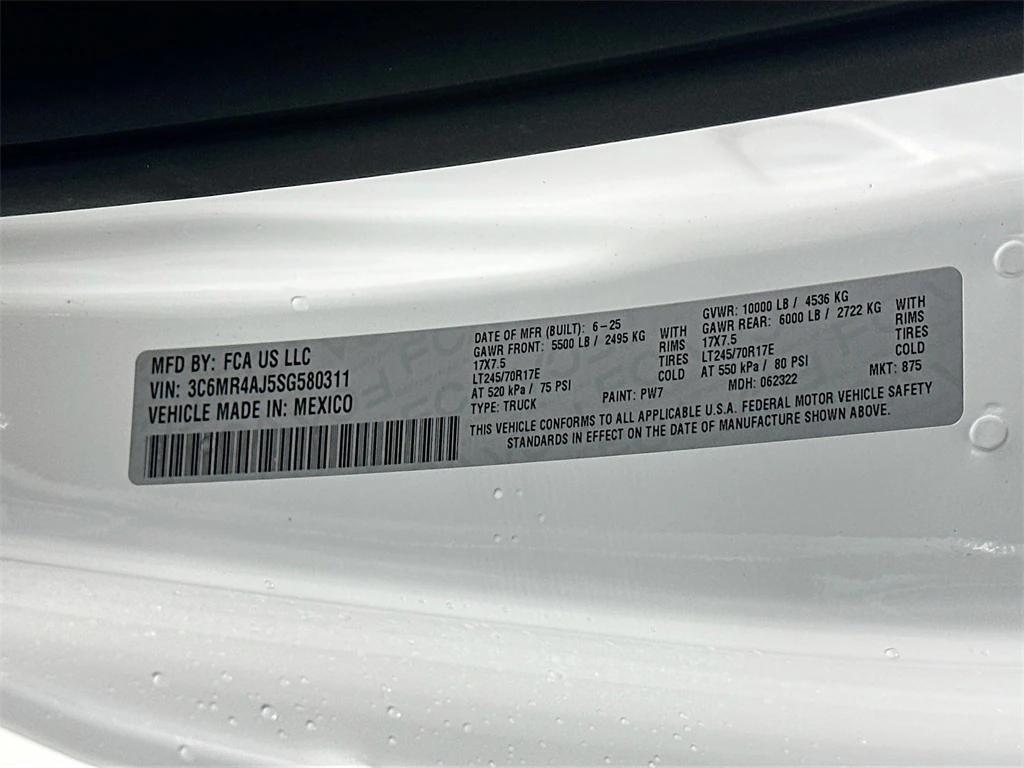 MFD BY: FCA US LLC
VIN: 3C6MR4AJ5SG580311
VEHICLE MADE IN: MEXICO
DATE OF MFR (BUILT): 6-25
GAWR FRONT: 5500 LB / 2495 KG WITH
17X7.5 RIMS
LT245/70R17E TIRES
AT 520 kPa / 75 PSI COLD
TYPE: TRUCK PAINT: PW7
GVWR: 10000 LB / 4536 KG
GAWR REAR: 6000 LB / 2722 KG WITH
17X7.5 RIMS
LT245/70R17E TIRES
AT 550 kPa / 80 PSI COLD
MDH: 062322 MKT: 875
THIS VEHICLE CONFORMS TO ALL APPLICABLE U.S.A. FEDERAL MOTOR VEHICLE SAFETY
STANDARDS IN EFFECT ON THE DATE OF MANUFACTURE SHOWN ABOVE.